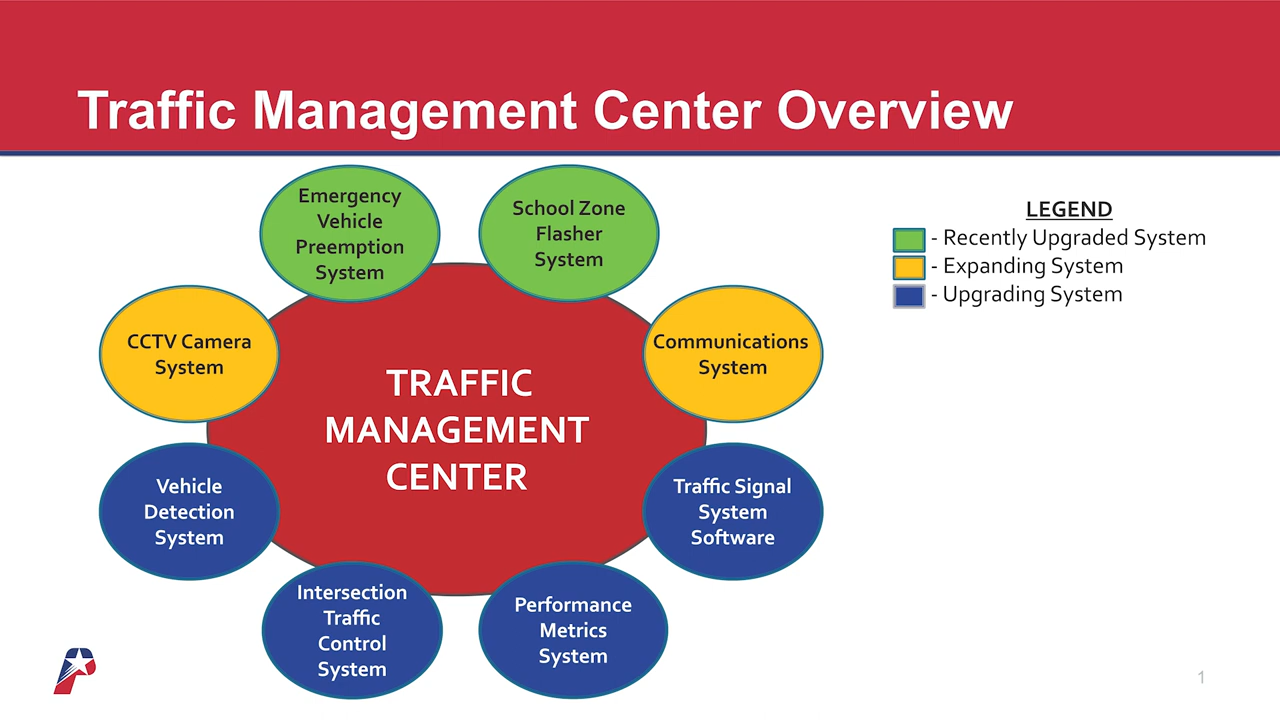 Traffic Management Center Overview
Emergency
Vehicle
Preemption
System
School Zone
Flasher
System
LEGEND
- Recently Upgraded System
- Expanding System
- Upgrading System
CCTV Camera
System
Communications
System
TRAFFIC
MANAGEMENT
CENTER
Vehicle
Detection
System
Traffic Signal
System
Software
Intersection
Traffic
Control
System
Performance
Metrics
System
1